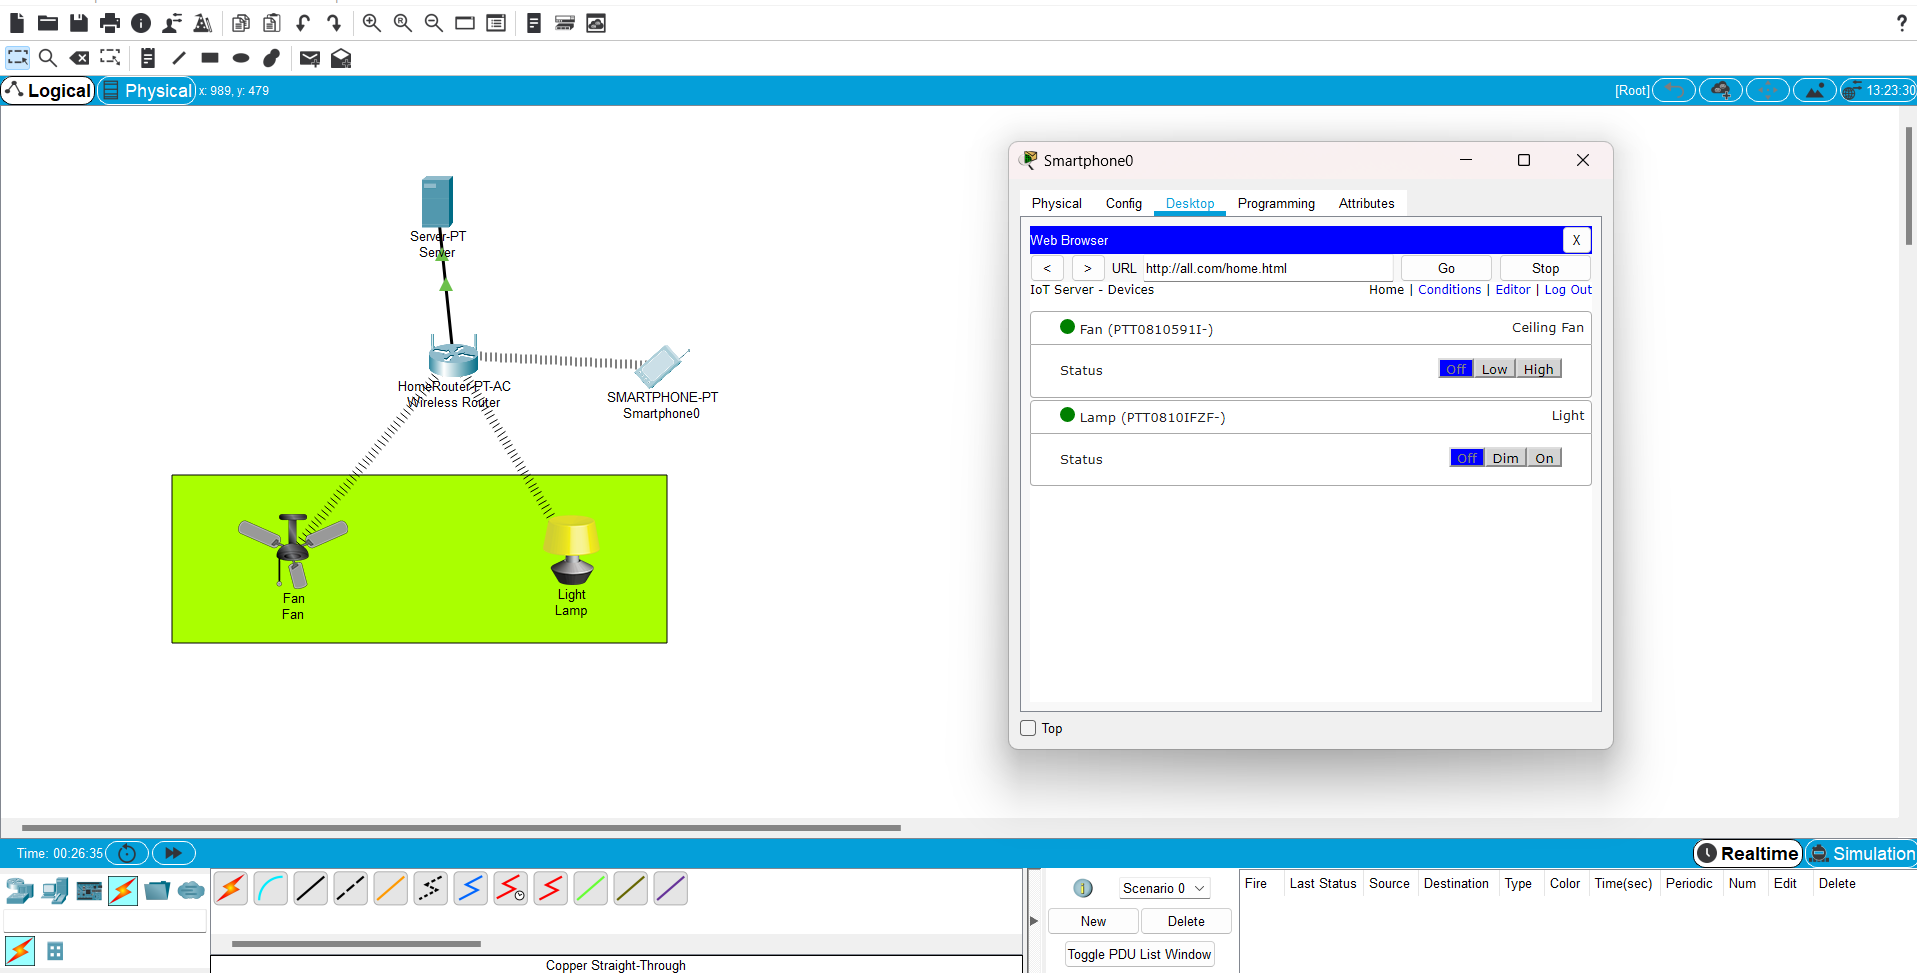 ?
Logical
Physical
x: 989, y: 479
[Root]
13:23:30
Server-PT
Server
HomeRouter-PT-AC
Wireless Router
SMARTPHONE-PT
Smartphone0
Fan
Fan
Light
Lamp
Smartphone0
Physical Config Desktop Programming Attributes
Web Browser X
< > URL http://all.com/home.html Go Stop
IoT Server - Devices Home | Conditions | Editor | Log Out
Fan (PTT0810591I-) Ceiling Fan
Status Off Low High
Lamp (PTT0810IFZF-) Light
Status Off Dim On
Top
Time: 00:26:35
Realtime
Simulation
Scenario 0
New Delete
Toggle PDU List Window
Fire Last Status Source Destination Type Color Time(sec) Periodic Num Edit Delete
Copper Straight-Through